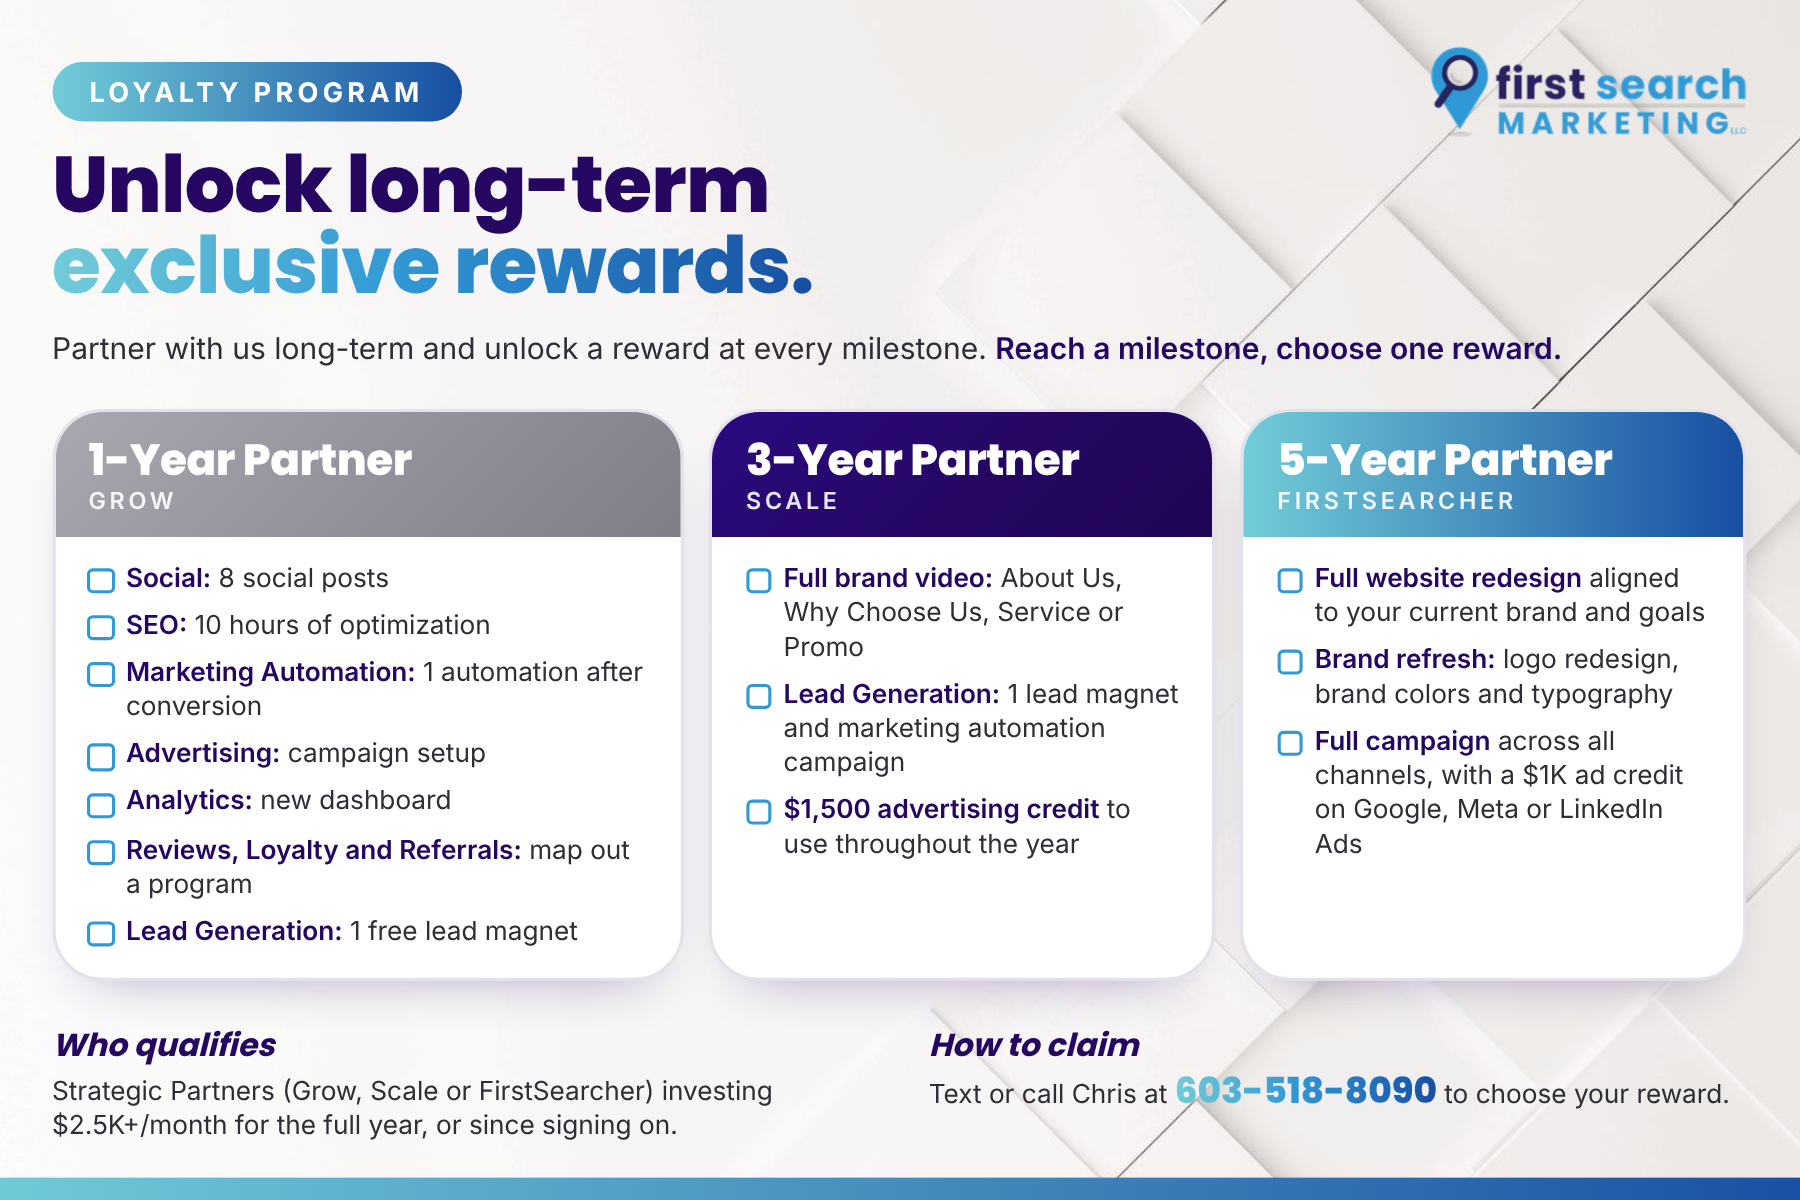 LOYALTY PROGRAM
first search
MARKETING LLC
Unlock long-term
exclusive rewards.
Partner with us long-term and unlock a reward at every milestone. Reach a milestone, choose one reward.
1-Year Partner
GROW
Social: 8 social posts
SEO: 10 hours of optimization
Marketing Automation: 1 automation after
conversion
Advertising: campaign setup
Analytics: new dashboard
Reviews, Loyalty and Referrals: map out
a program
Lead Generation: 1 free lead magnet
3-Year Partner
SCALE
Full brand video: About Us,
Why Choose Us, Service or
Promo
Lead Generation: 1 lead magnet
and marketing automation
campaign
$1,500 advertising credit to
use throughout the year
5-Year Partner
FIRSTSEARCHER
Full website redesign aligned
to your current brand and goals
Brand refresh: logo redesign,
brand colors and typography
Full campaign across all
channels, with a $1K ad credit
on Google, Meta or LinkedIn
Ads
Who qualifies
Strategic Partners (Grow, Scale or FirstSearcher) investing
$2.5K+/month for the full year, or since signing on.
How to claim
Text or call Chris at 603-518-8090 to choose your reward.